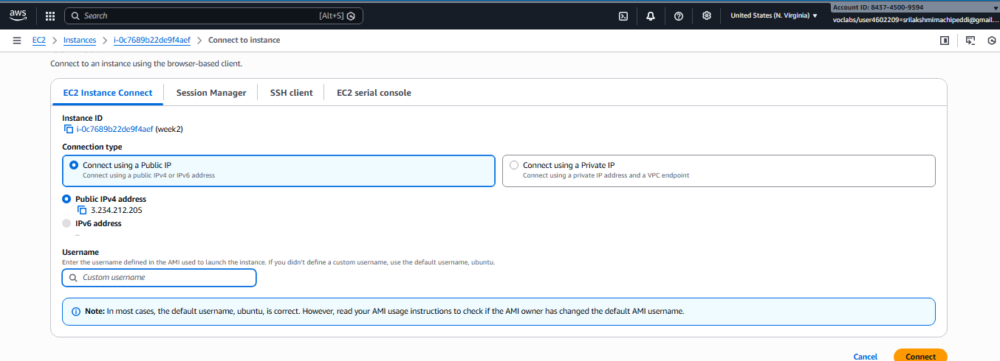 aws
Search [Alt+S]
United States (N. Virginia)
Account ID: 8437-4500-9594
voclabs/user4602209=srilakshmimachipeddi@gmail...
EC2 > Instances > i-0c7689b22de9f4aef > Connect to instance
Connect to an instance using the browser-based client.
EC2 Instance Connect Session Manager SSH client EC2 serial console
Instance ID
i-0c7689b22de9f4aef (week2)
Connection type
Connect using a Public IP
Connect using a public IPv4 or IPv6 address
Connect using a Private IP
Connect using a private IP address and a VPC endpoint
Public IPv4 address
3.234.212.205
IPv6 address
–
Username
Enter the username defined in the AMI used to launch the instance. If you didn't define a custom username, use the default username, ubuntu.
Custom username
Note: In most cases, the default username, ubuntu, is correct. However, read your AMI usage instructions to check if the AMI owner has changed the default AMI username.
Cancel Connect